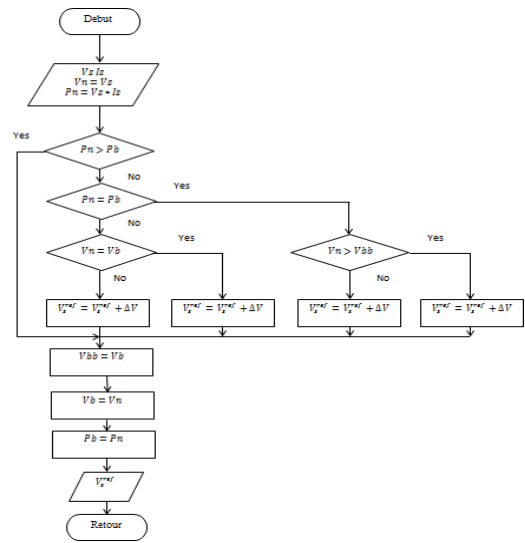 Debut
Vs Is
Vn = Vs
Pn = Vs * Is
Yes
Pn > Pb
No
Yes
Pn = Pb
No
Vn = Vb
Yes
No
Vn > Vbb
Yes
No
V_s^ref = V_s^ref + ΔV
V_s^ref = V_s^ref + ΔV
V_s^ref = V_s^ref + ΔV
V_s^ref = V_s^ref + ΔV
Vbb = Vb
Vb = Vn
Pb = Pn
V_s^ref
Retour